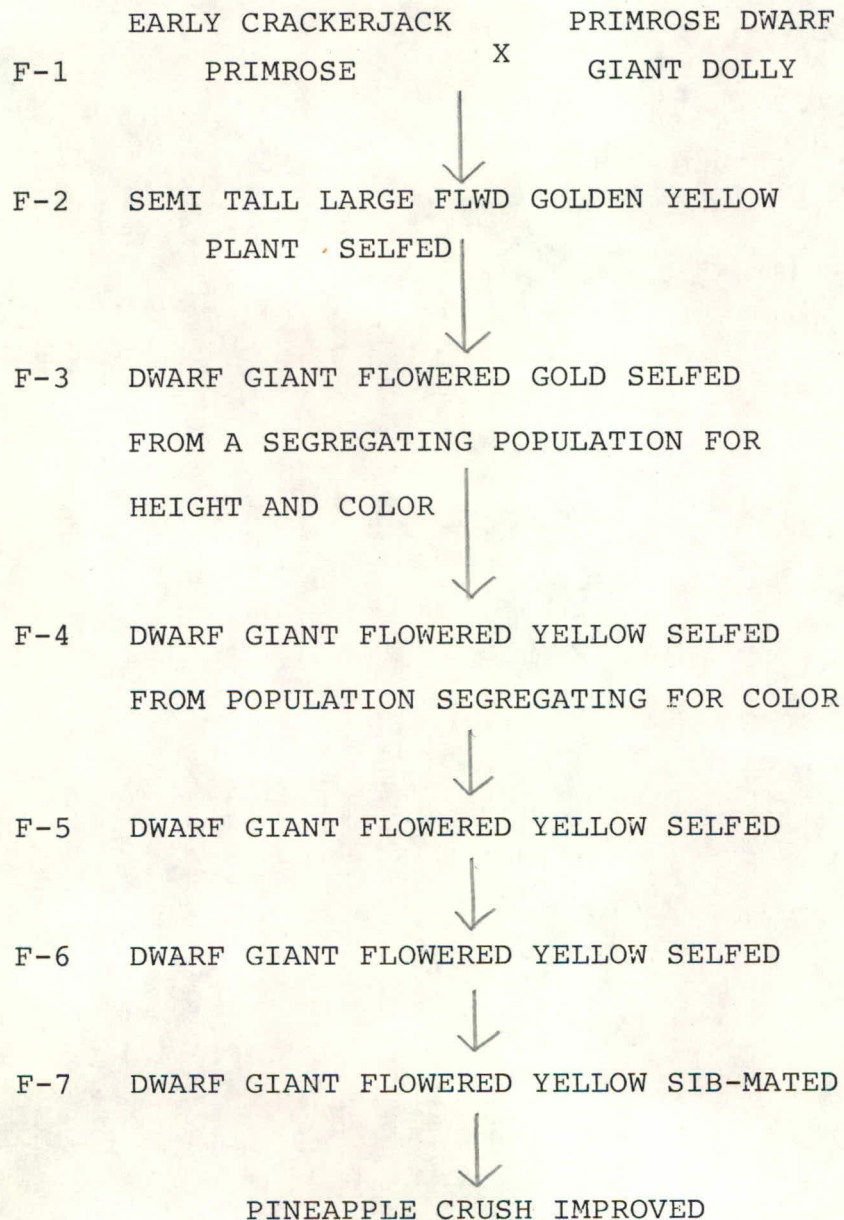 EARLY CRACKERJACK PRIMROSE DWARF
X
F-1 PRIMROSE GIANT DOLLY
F-2 SEMI TALL LARGE FLWD GOLDEN YELLOW
PLANT SELFED
F-3 DWARF GIANT FLOWERED GOLD SELFED
FROM A SEGREGATING POPULATION FOR
HEIGHT AND COLOR
F-4 DWARF GIANT FLOWERED YELLOW SELFED
FROM POPULATION SEGREGATING FOR COLOR
F-5 DWARF GIANT FLOWERED YELLOW SELFED
F-6 DWARF GIANT FLOWERED YELLOW SELFED
F-7 DWARF GIANT FLOWERED YELLOW SIB-MATED
PINEAPPLE CRUSH IMPROVED